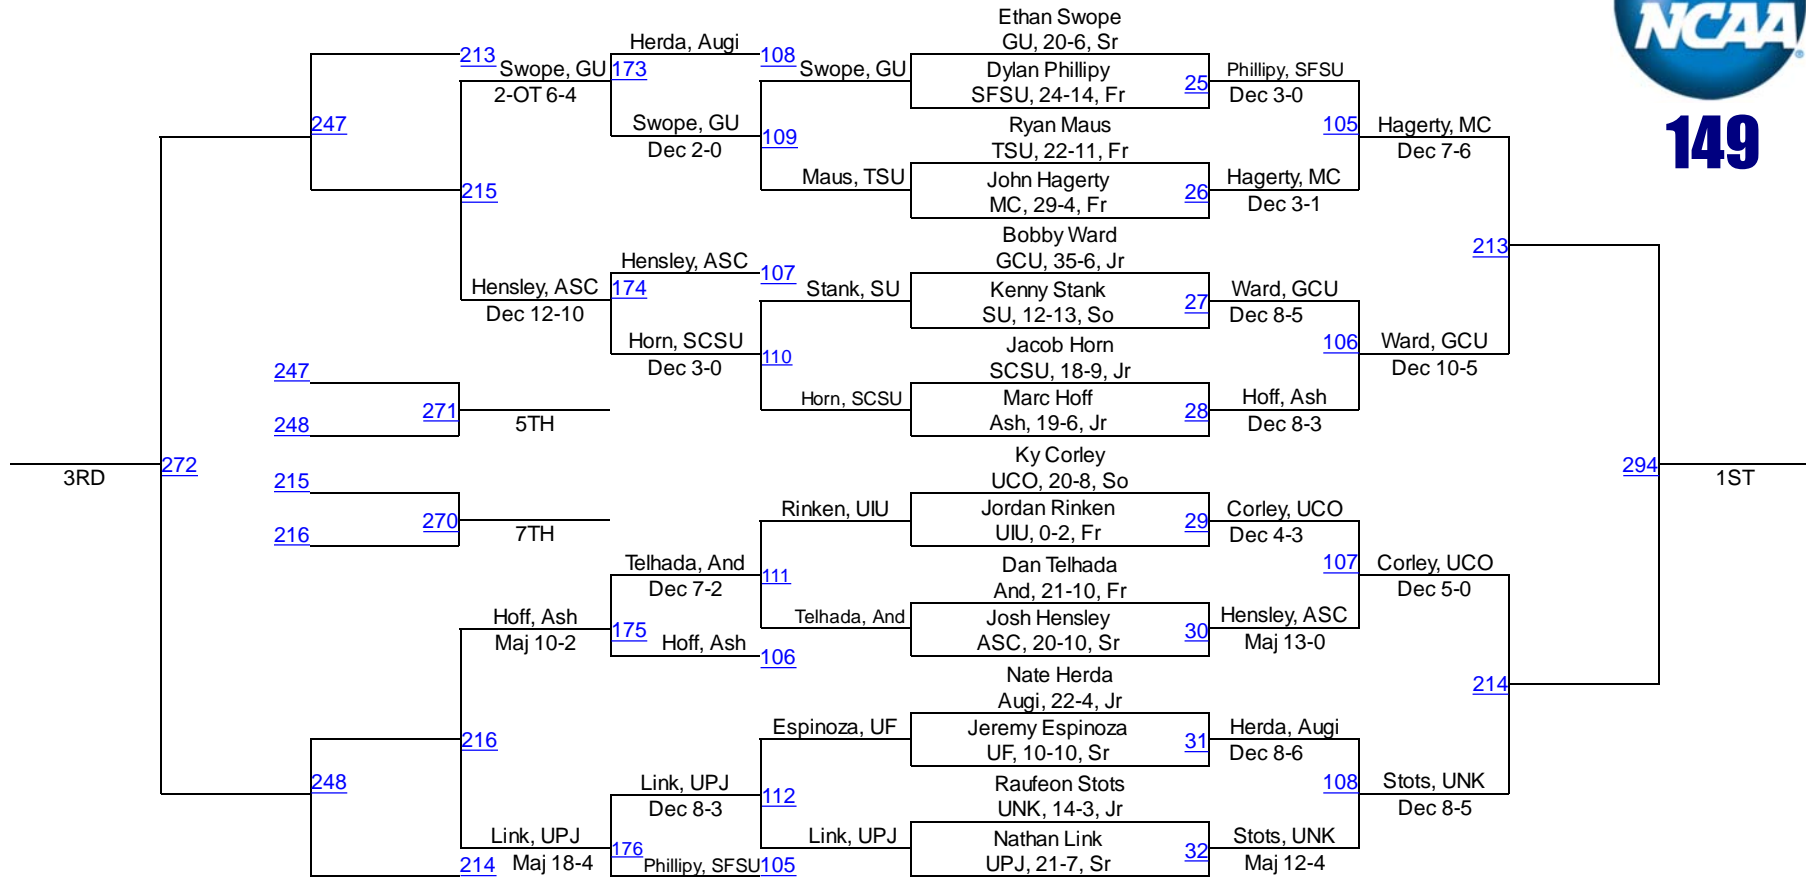 NCAA
149
Ethan Swope
GU, 20-6, Sr
Dylan Phillipy
SFSU, 24-14, Fr
Ryan Maus
TSU, 22-11, Fr
John Hagerty
MC, 29-4, Fr
Bobby Ward
GCU, 35-6, Jr
Kenny Stank
SU, 12-13, So
Jacob Horn
SCSU, 18-9, Jr
Marc Hoff
Ash, 19-6, Jr
Ky Corley
UCO, 20-8, So
Jordan Rinken
UIU, 0-2, Fr
Dan Telhada
And, 21-10, Fr
Josh Hensley
ASC, 20-10, Sr
Nate Herda
Augi, 22-4, Jr
Jeremy Espinoza
UF, 10-10, Sr
Raufeon Stots
UNK, 14-3, Jr
Nathan Link
UPJ, 21-7, Sr
25
26
27
28
29
30
31
32
Phillipy, SFSU
Dec 3-0
Hagerty, MC
Dec 3-1
Ward, GCU
Dec 8-5
Hoff, Ash
Dec 8-3
Corley, UCO
Dec 4-3
Hensley, ASC
Maj 13-0
Herda, Augi
Dec 8-6
Stots, UNK
Maj 12-4
105
106
107
108
Hagerty, MC
Dec 7-6
Ward, GCU
Dec 10-5
Corley, UCO
Dec 5-0
Stots, UNK
Dec 8-5
213
214
294
1ST
Swope, GU
Maus, TSU
Stank, SU
Horn, SCSU
Rinken, UIU
Telhada, And
Espinoza, UF
Link, UPJ
108
109
107
110
111
106
112
105
Herda, Augi
Swope, GU
Dec 2-0
Hensley, ASC
Horn, SCSU
Dec 3-0
Telhada, And
Dec 7-2
Hoff, Ash
Link, UPJ
Dec 8-3
Phillipy, SFSU
173
174
175
176
213
Swope, GU
2-OT 6-4
Hensley, ASC
Dec 12-10
Hoff, Ash
Maj 10-2
Link, UPJ
Maj 18-4
214
215
216
247
248
272
3RD
247
248
271
5TH
215
216
270
7TH